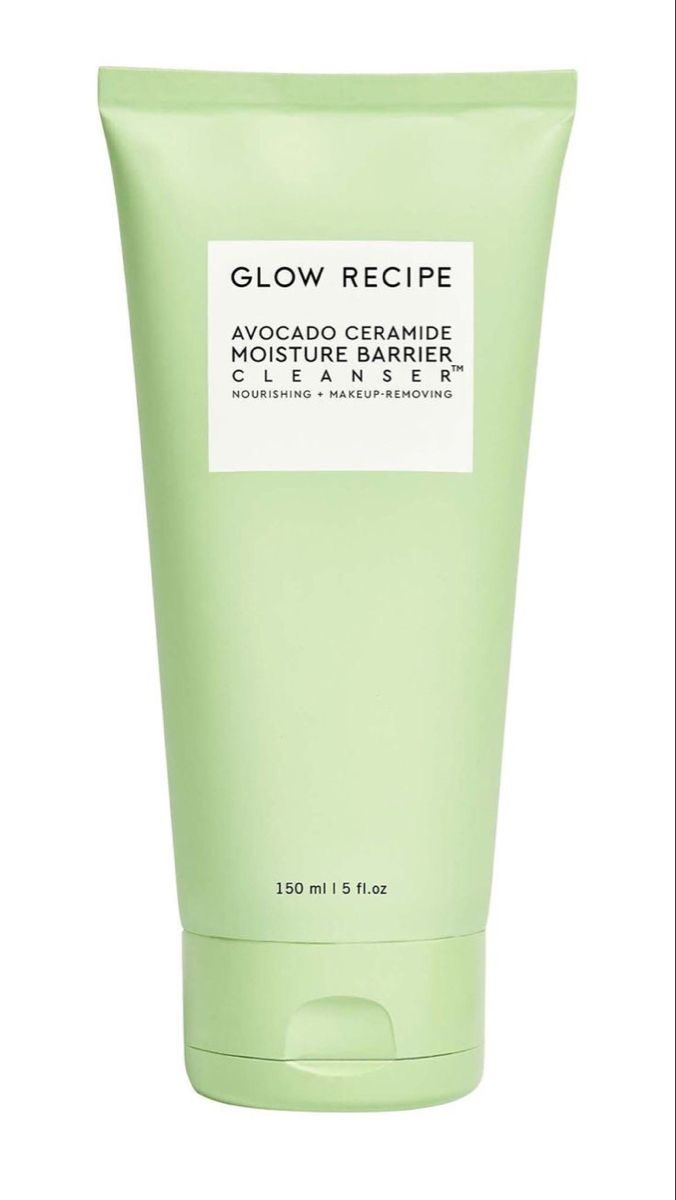 GLOW RECIPE
AVOCADO CERAMIDE
MOISTURE BARRIER
CLEANSER™
NOURISHING + MAKEUP-REMOVING
150 ml | 5 fl.oz